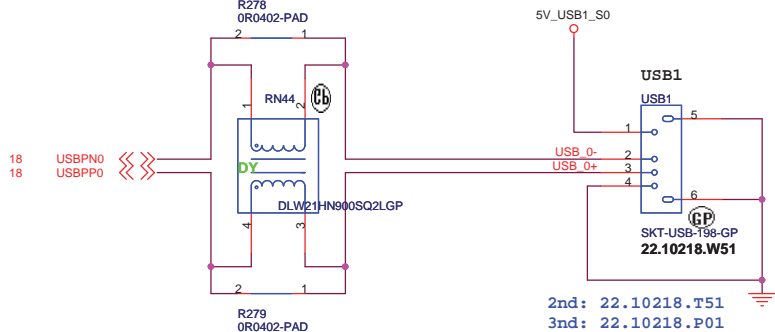 R278
0R0402-PAD
2 1
5V_USB1_S0
USB1
RN44
USB1
1 2
5
1
18 USBPN0
USB_0-
2
18 USBPP0
USB_0+
3
DY
4
DLW21HN900SQ2LGP
6
GP
4 3
SKT-USB-198-GP
22.10218.W51
2 1
2nd: 22.10218.T51
R279
3nd: 22.10218.P01
0R0402-PAD